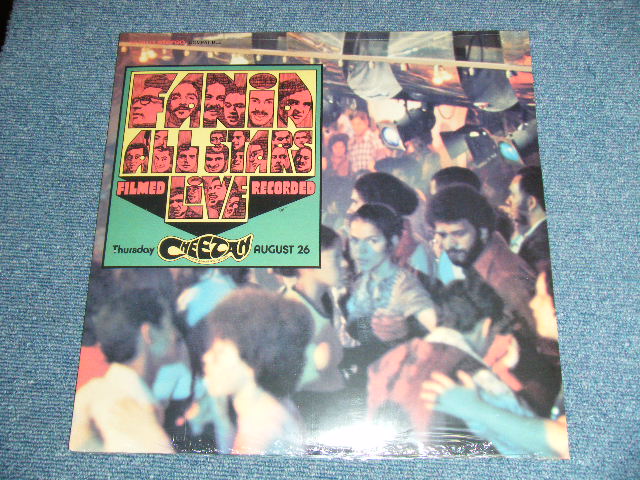 FANIA
ALL STARS
FILMED LIVE RECORDED
Thursday CHEETAH AUGUST 26